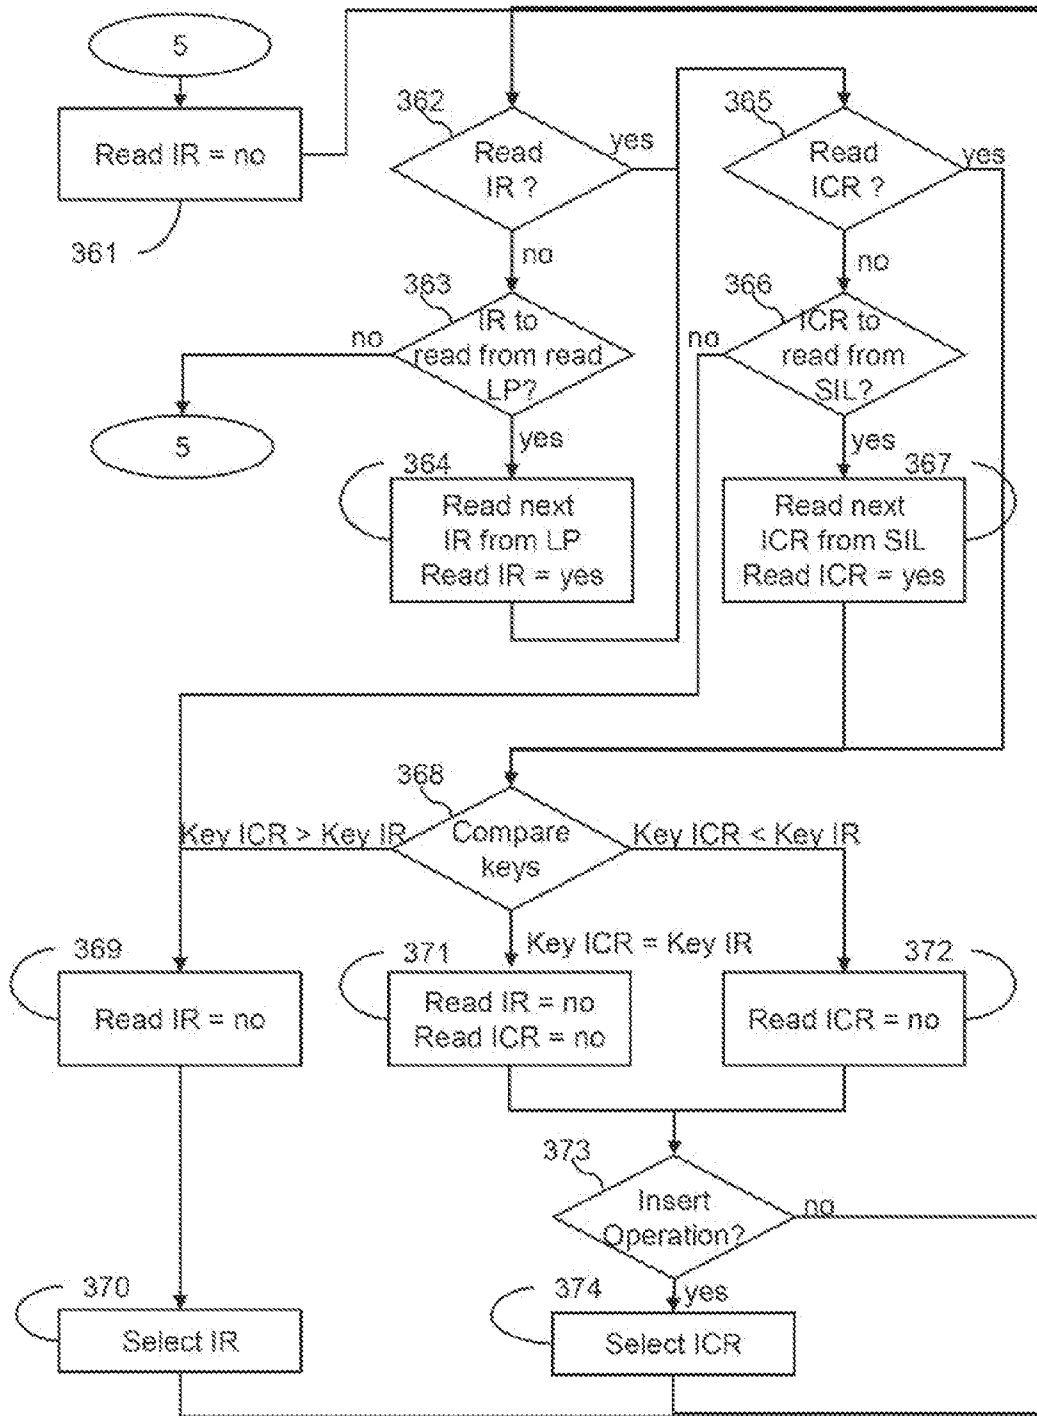 5
Read IR = no
361
362
Read
IR ?
yes
no
365
Read
ICR ?
yes
no
363
IR to
read from read
LP?
no
yes
5
366
ICR to
read from
SIL?
no
yes
364
Read next
IR from LP
Read IR = yes
367
Read next
ICR from SIL
Read ICR = yes
368
Compare
keys
Key ICR > Key IR
Key ICR < Key IR
Key ICR = Key IR
369
Read IR = no
371
Read IR = no
Read ICR = no
372
Read ICR = no
373
Insert
Operation?
no
yes
370
Select IR
374
Select ICR